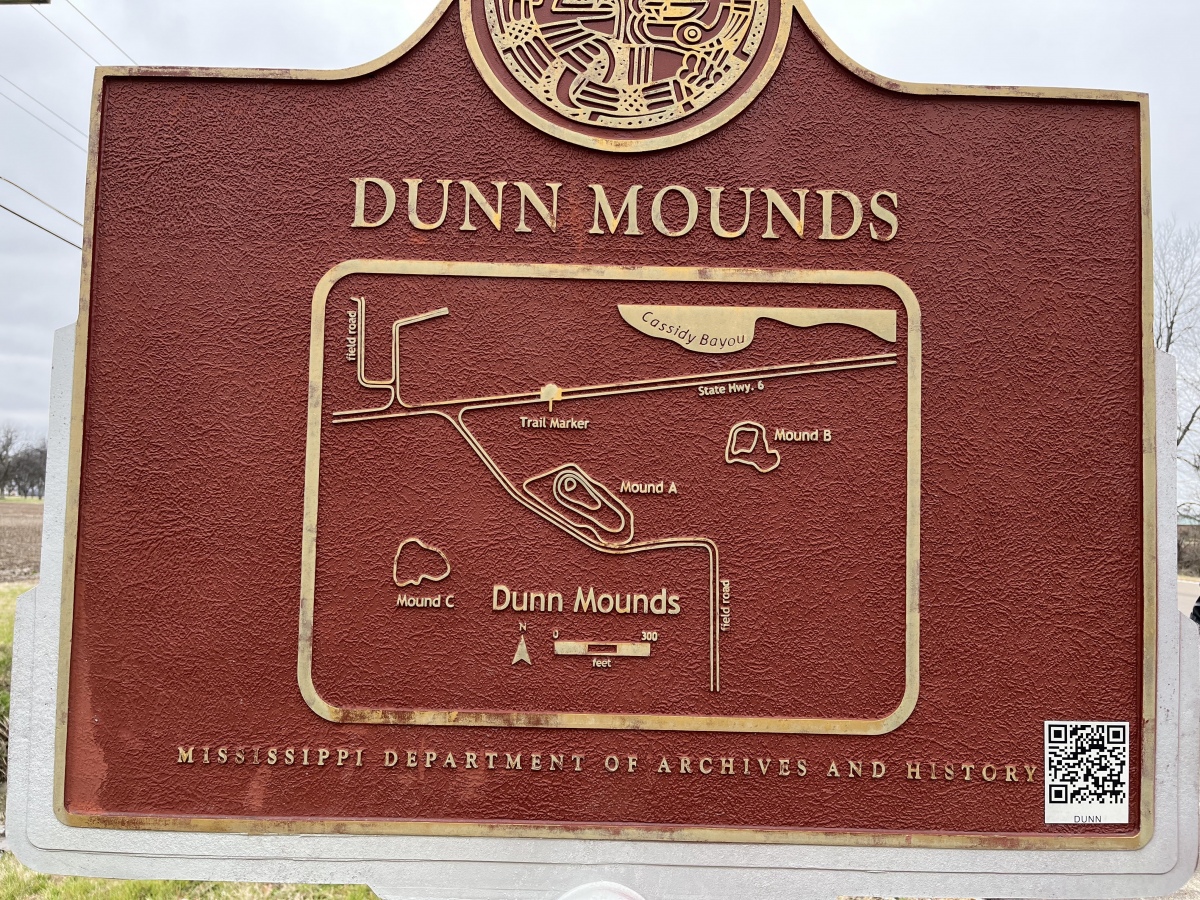 DUNN MOUNDS
field road
Cassidy Bayou
State Hwy. 6
Trail Marker
Mound B
Mound A
Mound C
Dunn Mounds
field road
N
0 300
feet
MISSISSIPPI DEPARTMENT OF ARCHIVES AND HISTORY
DUNN